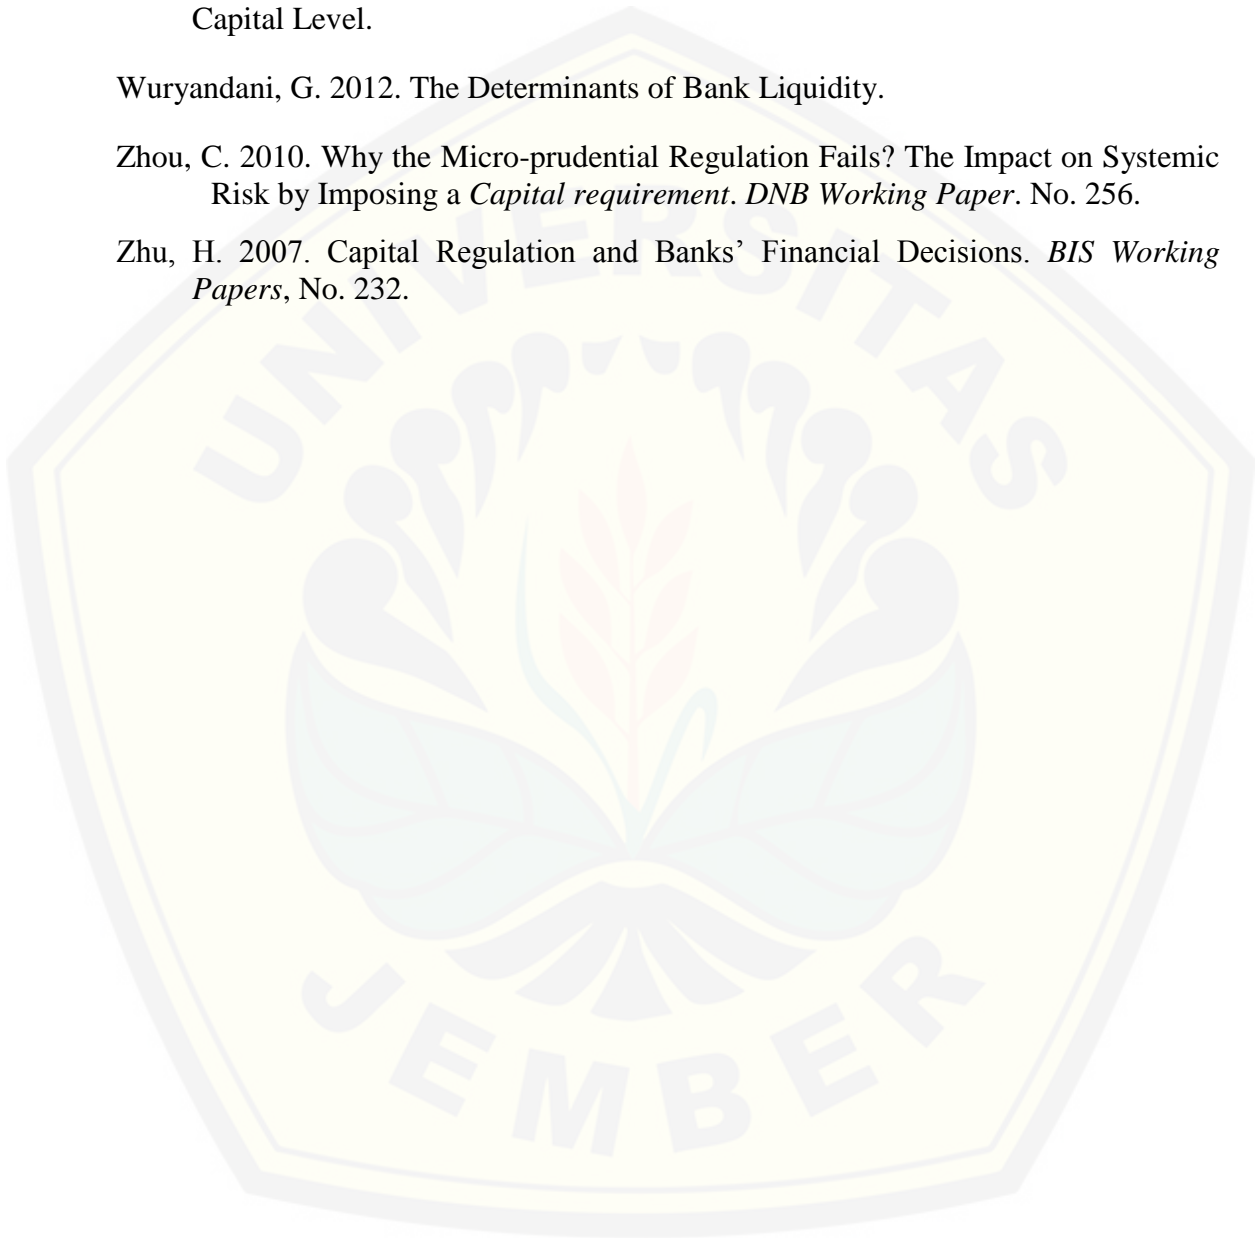 Capital Level.
Wuryandani, G. 2012. The Determinants of Bank Liquidity.
Zhou, C. 2010. Why the Micro-prudential Regulation Fails? The Impact on Systemic
Risk by Imposing a Capital requirement. DNB Working Paper. No. 256.
Zhu, H. 2007. Capital Regulation and Banks’ Financial Decisions. BIS Working
Papers, No. 232.
UNIVERSITAS
JEMBER